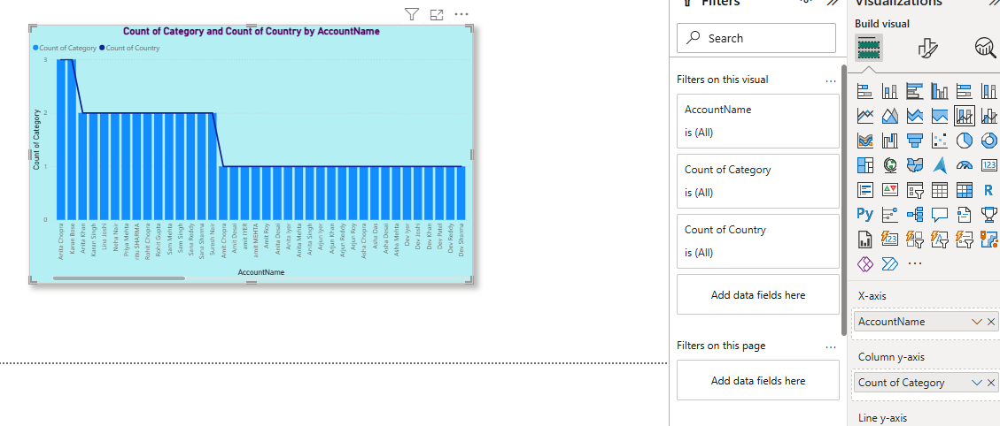 Filters
Visualizations
Build visual
Search
Count of Category and Count of Country by AccountName
Count of Category Count of Country
Filters on this visual
...
AccountName
is (All)
Count of Category
is (All)
Count of Country
is (All)
Add data fields here
Filters on this page
...
Add data fields here
3
2
1
0
Count of Category
Anita Chopra
Karan Bose
Anita Khan
Karan Singh
Lina Joshi
Neha Nair
Priya Mehta
rita SHARMA
Rohit Chopra
Rohit Gupta
Sam Mehta
Sam Singh
Sana Reddy
Sana Sharma
Suresh Nair
Amit Chopra
Amit Desai
amit IYER
amit MEHTA
Amit Roy
Anita Desai
Anita Iyer
Anita Mehta
Anita Singh
Arjun Iyer
Arjun Khan
Arjun Reddy
Arjun Roy
Asha Chopra
Asha Das
Asha Desai
Asha Mehta
Dev Iyer
Dev Joshi
Dev Khan
Dev Patel
Dev Reddy
Dev Sharma
AccountName
123
R
Py
123
...
X-axis
AccountName
Column y-axis
Count of Category
Line y-axis